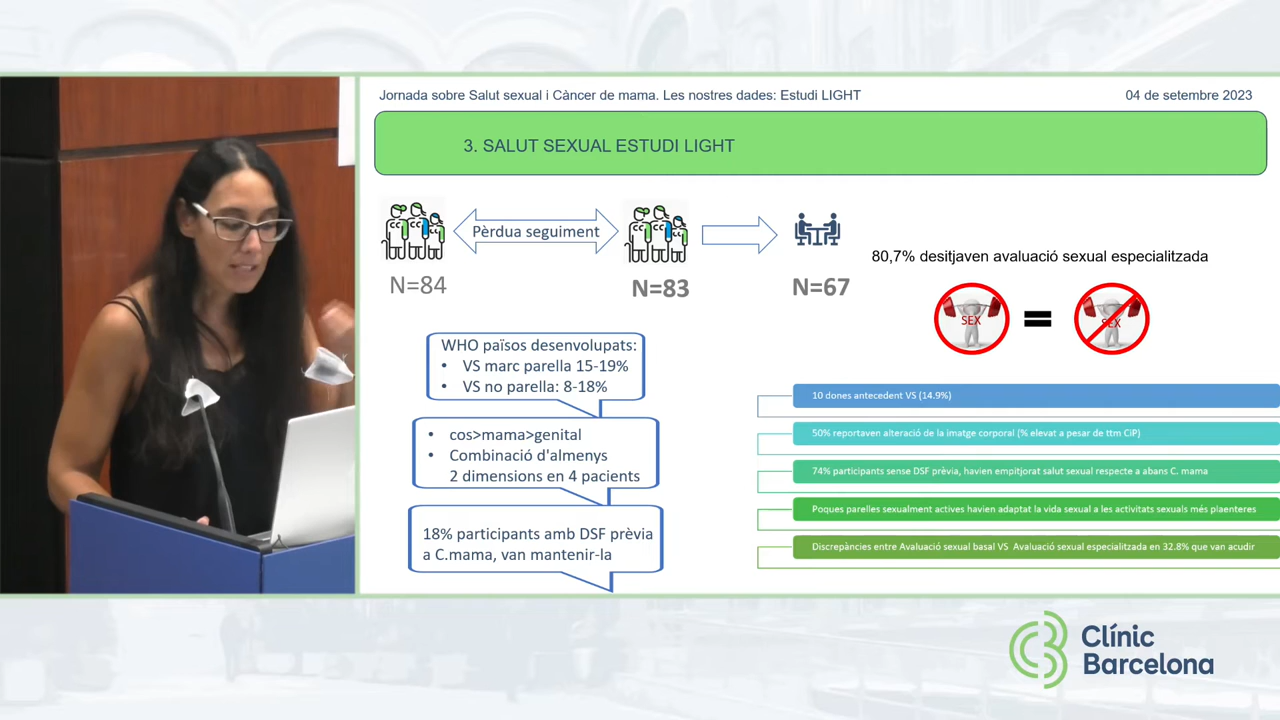 Jornada sobre Salut sexual i Càncer de mama. Les nostres dades: Estudi LIGHT
04 de setembre 2023
3. SALUT SEXUAL ESTUDI LIGHT
Pèrdua seguiment
N=84
N=83
N=67
80,7% desitjaven avaluació sexual especialitzada
SEX
SEX
WHO països desenvolupats:
• VS marc parella 15-19%
• VS no parella: 8-18%
• cos>mama>genital
• Combinació d'almenys
2 dimensions en 4 pacients
18% participants amb DSF prèvia
a C.mama, van mantenir-la
10 dones antecedent VS (14.9%)
50% reportaven alteració de la imatge corporal (% elevat a pesar de ttm CiP)
74% participants sense DSF prèvia, havien empitjorat salut sexual respecte a abans C. mama
Poques parelles sexualment actives havien adaptat la vida sexual a les activitats sexuals més plaenteres
Discrepàncies entre Avaluació sexual basal VS Avaluació sexual especialitzada en 32.8% que van acudir
Clínic
Barcelona